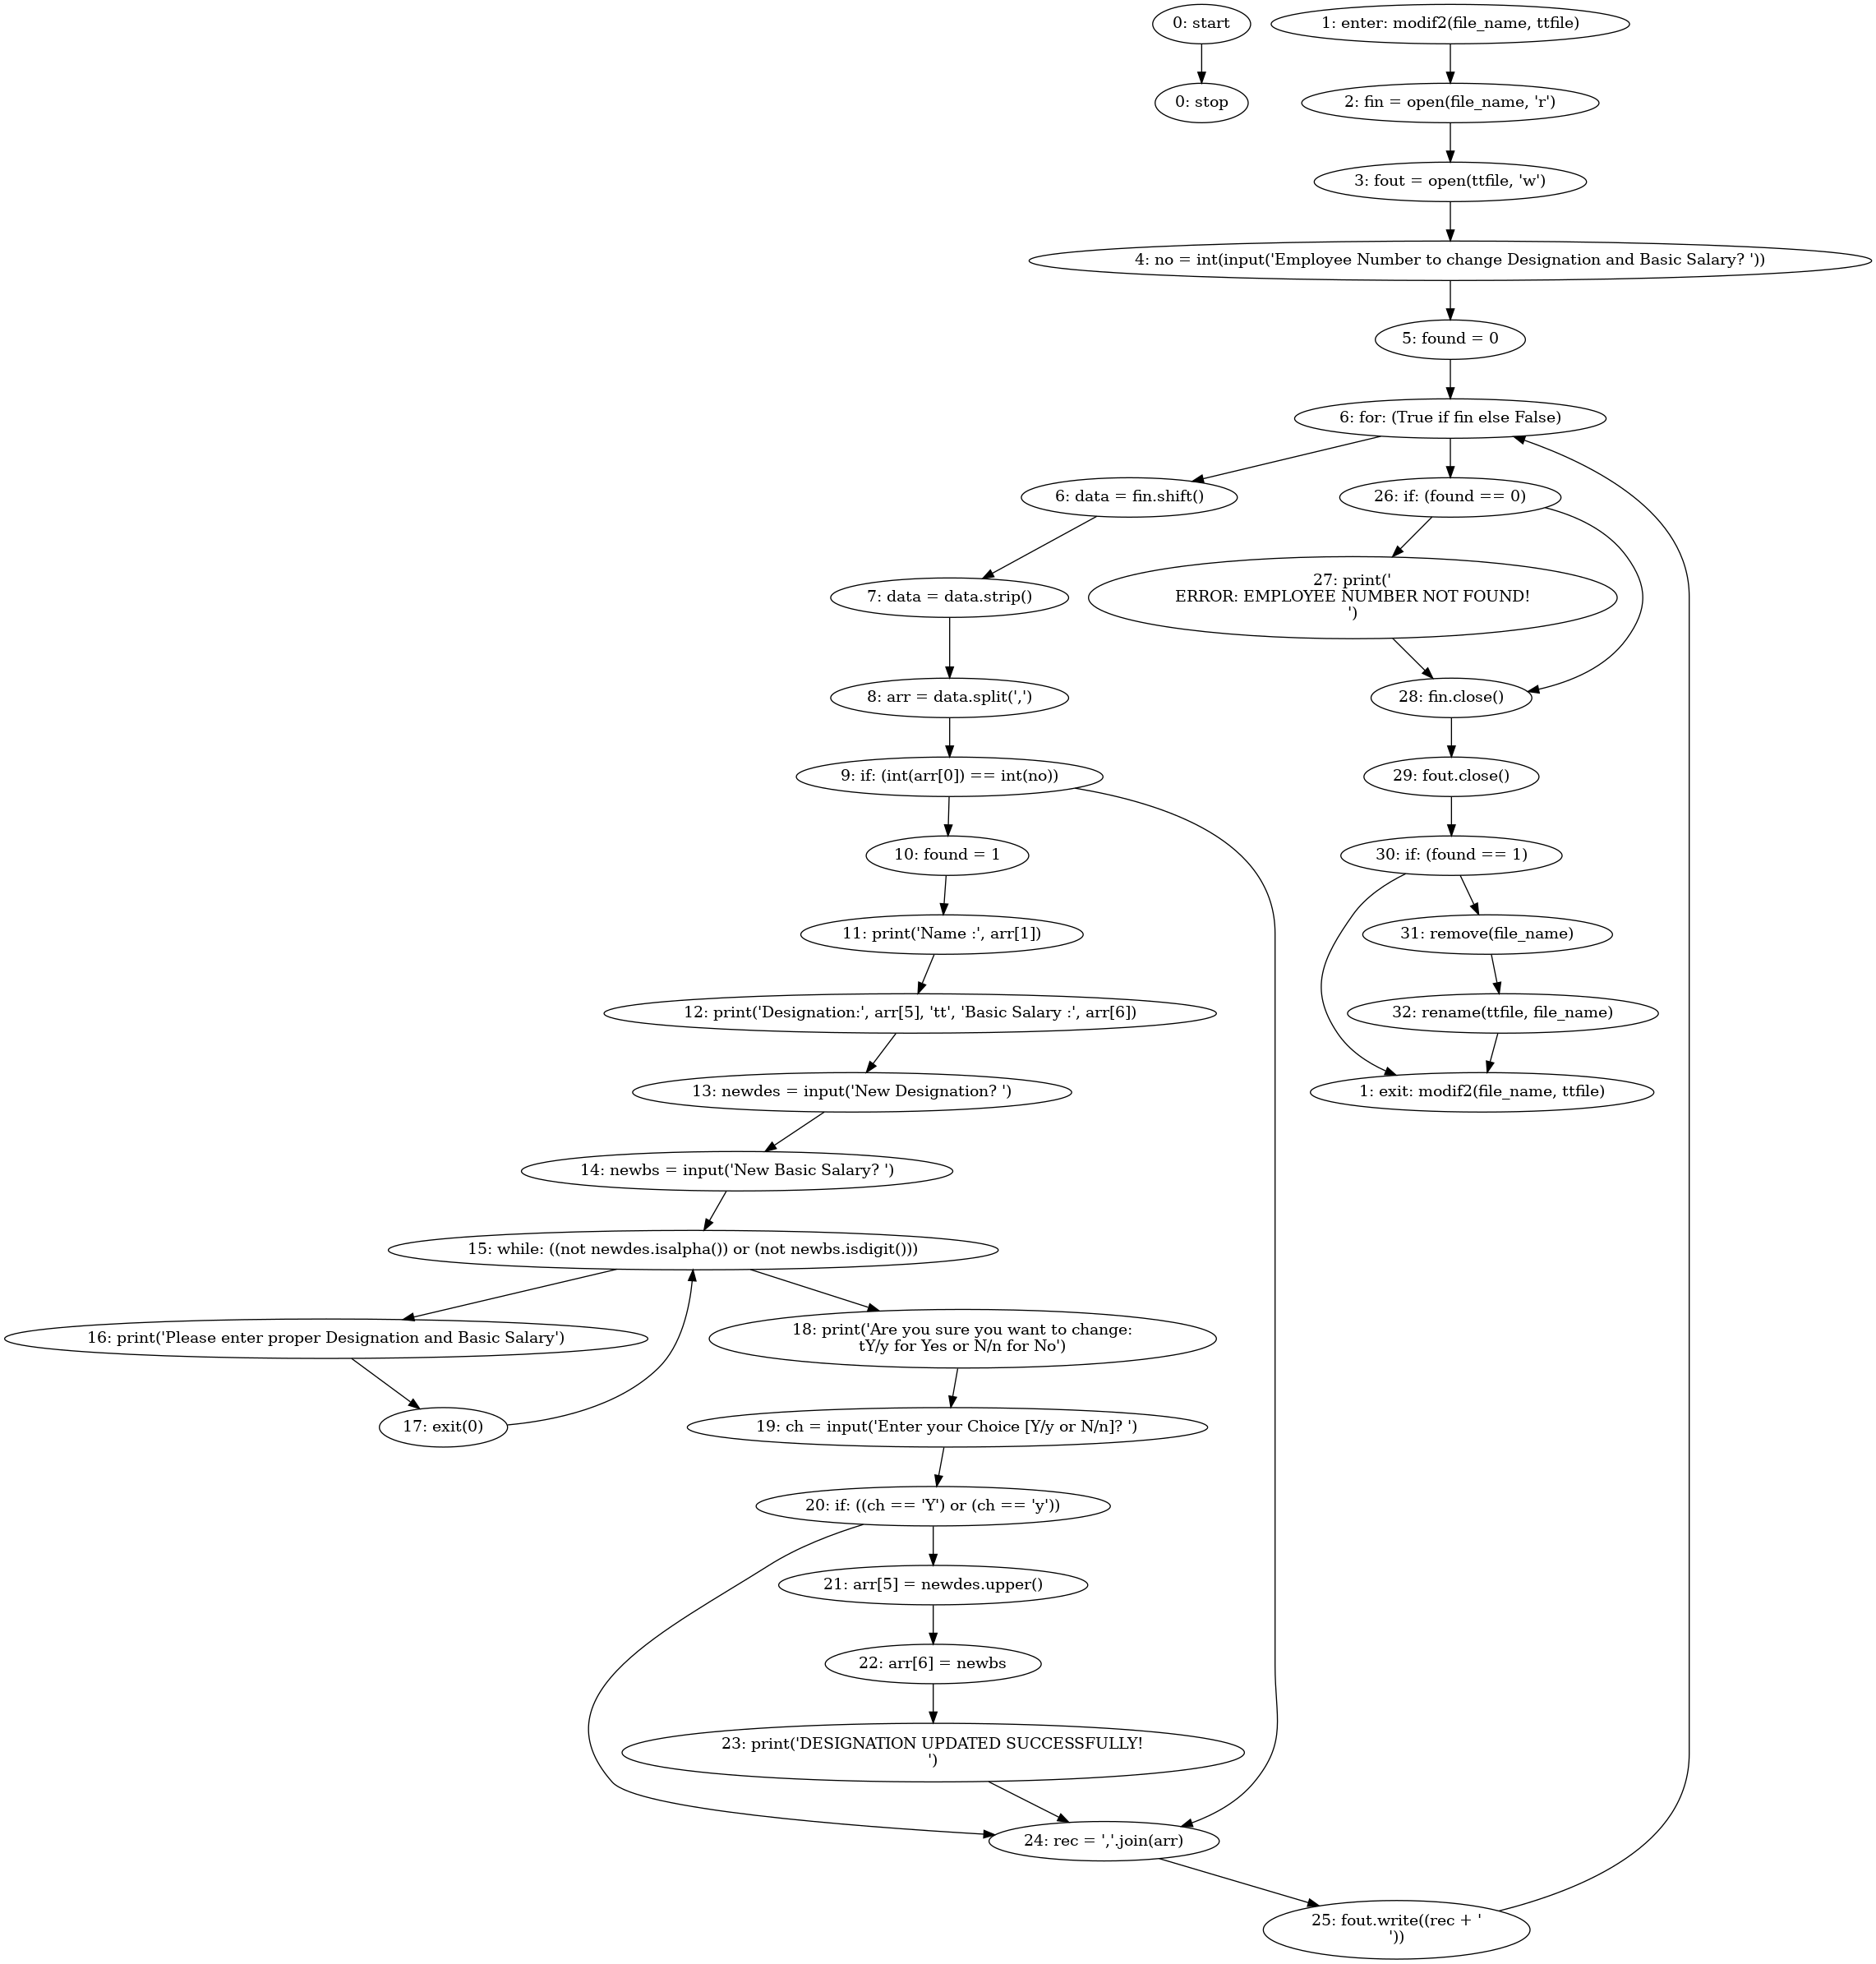 0: start
0: stop
1: enter: modif2(file_name, ttfile)
2: fin = open(file_name, 'r')
3: fout = open(ttfile, 'w')
4: no = int(input('Employee Number to change Designation and Basic Salary? '))
5: found = 0
6: for: (True if fin else False)
6: data = fin.shift()
7: data = data.strip()
8: arr = data.split(',')
9: if: (int(arr[0]) == int(no))
10: found = 1
11: print('Name :', arr[1])
12: print('Designation:', arr[5], 'tt', 'Basic Salary :', arr[6])
13: newdes = input('New Designation? ')
14: newbs = input('New Basic Salary? ')
15: while: ((not newdes.isalpha()) or (not newbs.isdigit()))
16: print('Please enter proper Designation and Basic Salary')
17: exit(0)
18: print('Are you sure you want to change:
tY/y for Yes or N/n for No')
19: ch = input('Enter your Choice [Y/y or N/n]? ')
20: if: ((ch == 'Y') or (ch == 'y'))
21: arr[5] = newdes.upper()
22: arr[6] = newbs
23: print('DESIGNATION UPDATED SUCCESSFULLY!
')
24: rec = ','.join(arr)
25: fout.write((rec + '
'))
26: if: (found == 0)
27: print('
ERROR: EMPLOYEE NUMBER NOT FOUND!
')
28: fin.close()
29: fout.close()
30: if: (found == 1)
31: remove(file_name)
32: rename(ttfile, file_name)
1: exit: modif2(file_name, ttfile)